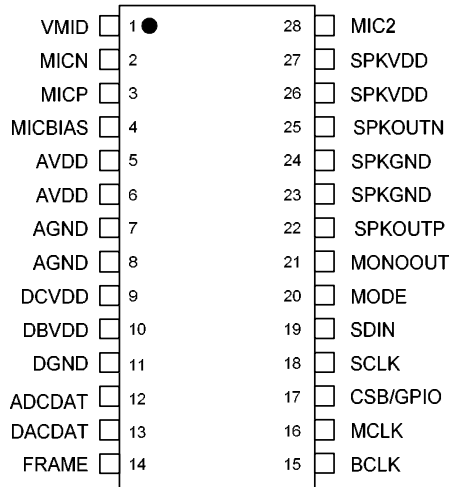 VMID 1 28 MIC2
MICN 2 27 SPKVDD
MICP 3 26 SPKVDD
MICBIAS 4 25 SPKOUTN
AVDD 5 24 SPKGND
AVDD 6 23 SPKGND
AGND 7 22 SPKOUTP
AGND 8 21 MONOOUT
DCVDD 9 20 MODE
DBVDD 10 19 SDIN
DGND 11 18 SCLK
ADCDAT 12 17 CSB/GPIO
DACDAT 13 16 MCLK
FRAME 14 15 BCLK